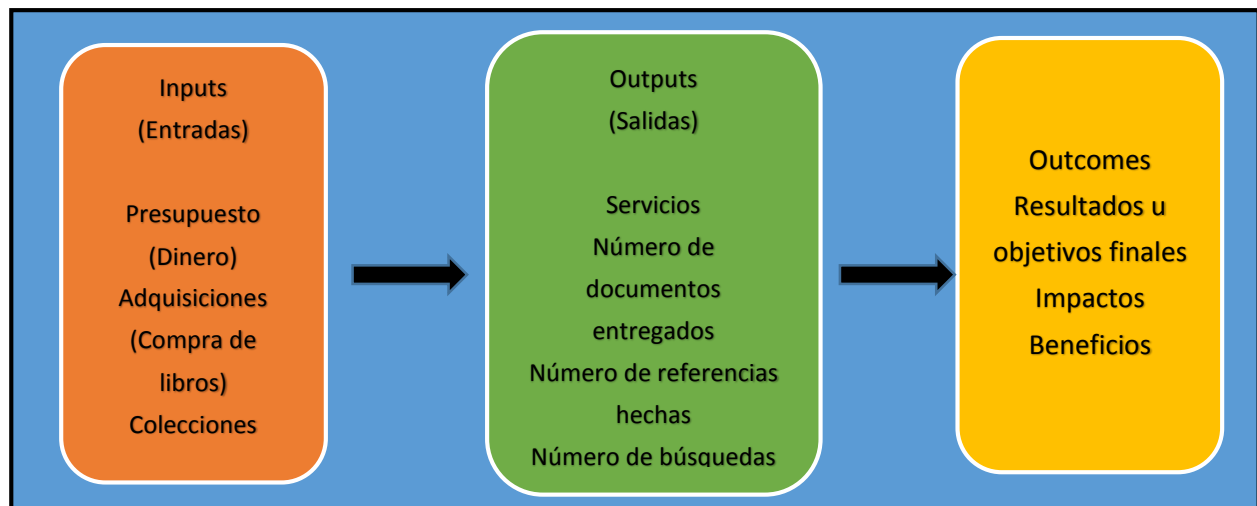 Inputs
(Entradas)
Presupuesto
(Dinero)
Adquisiciones
(Compra de
libros)
Colecciones
Outputs
(Salidas)
Servicios
Número de
documentos
entregados
Número de referencias
hechas
Número de búsquedas
Outcomes
Resultados u
objetivos finales
Impactos
Beneficios